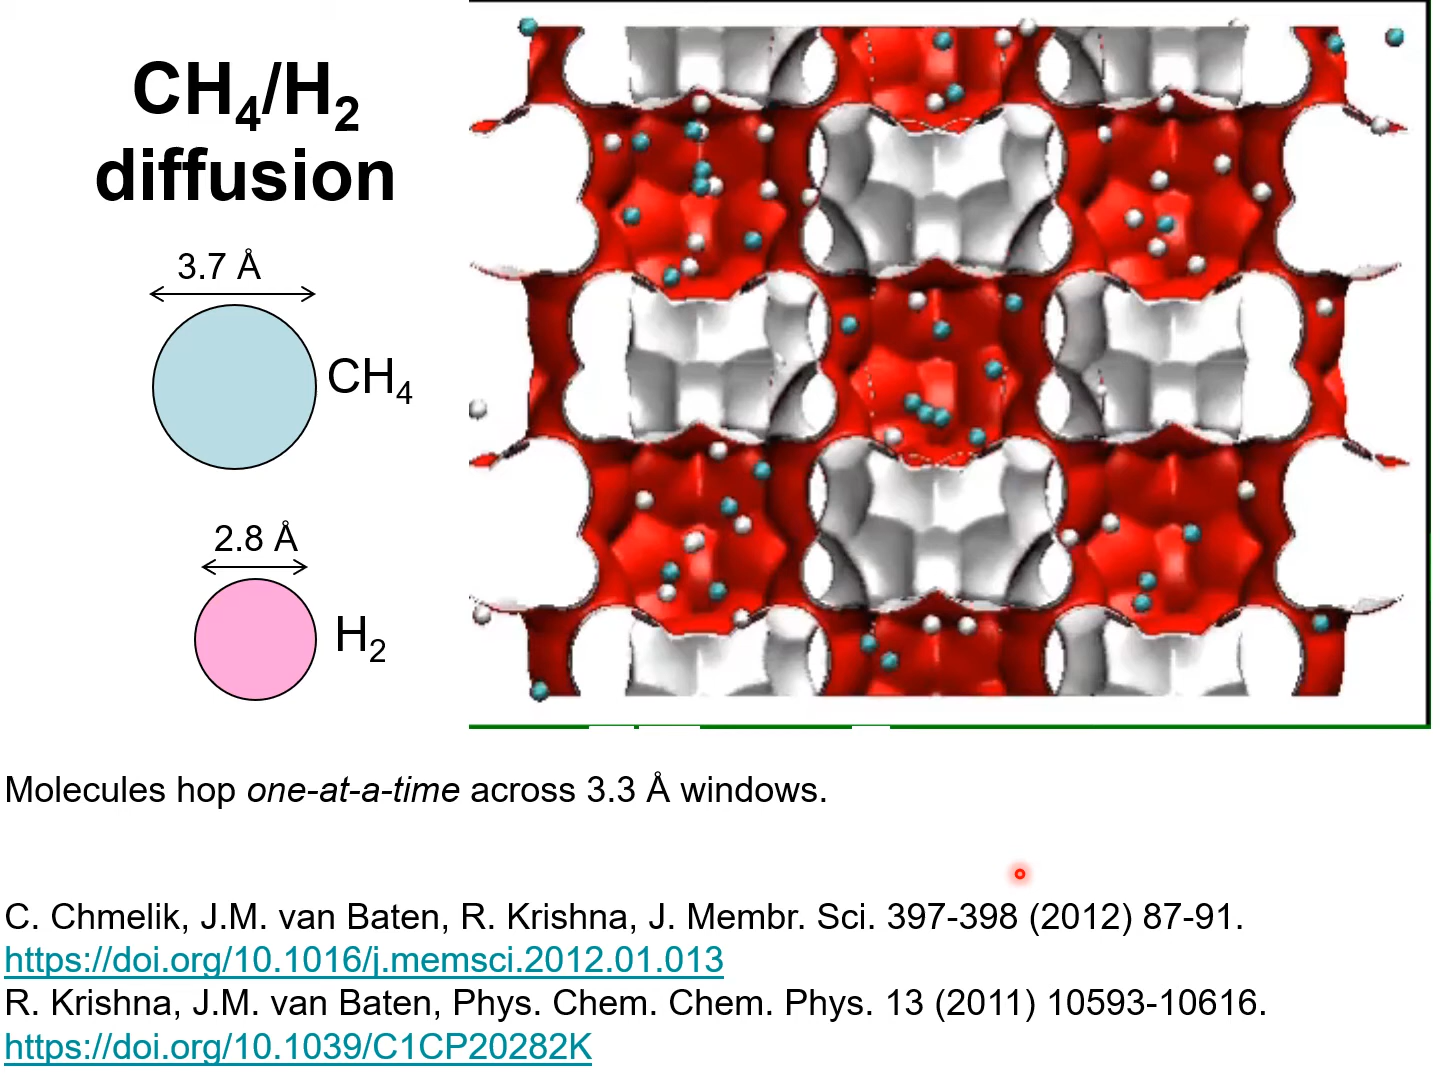 CH₄/H₂
diffusion
3.7 Å
CH₄
2.8 Å
H₂
Molecules hop one-at-a-time across 3.3 Å windows.
C. Chmelik, J.M. van Baten, R. Krishna, J. Membr. Sci. 397-398 (2012) 87-91.
https://doi.org/10.1016/j.memsci.2012.01.013
R. Krishna, J.M. van Baten, Phys. Chem. Chem. Phys. 13 (2011) 10593-10616.
https://doi.org/10.1039/C1CP20282K